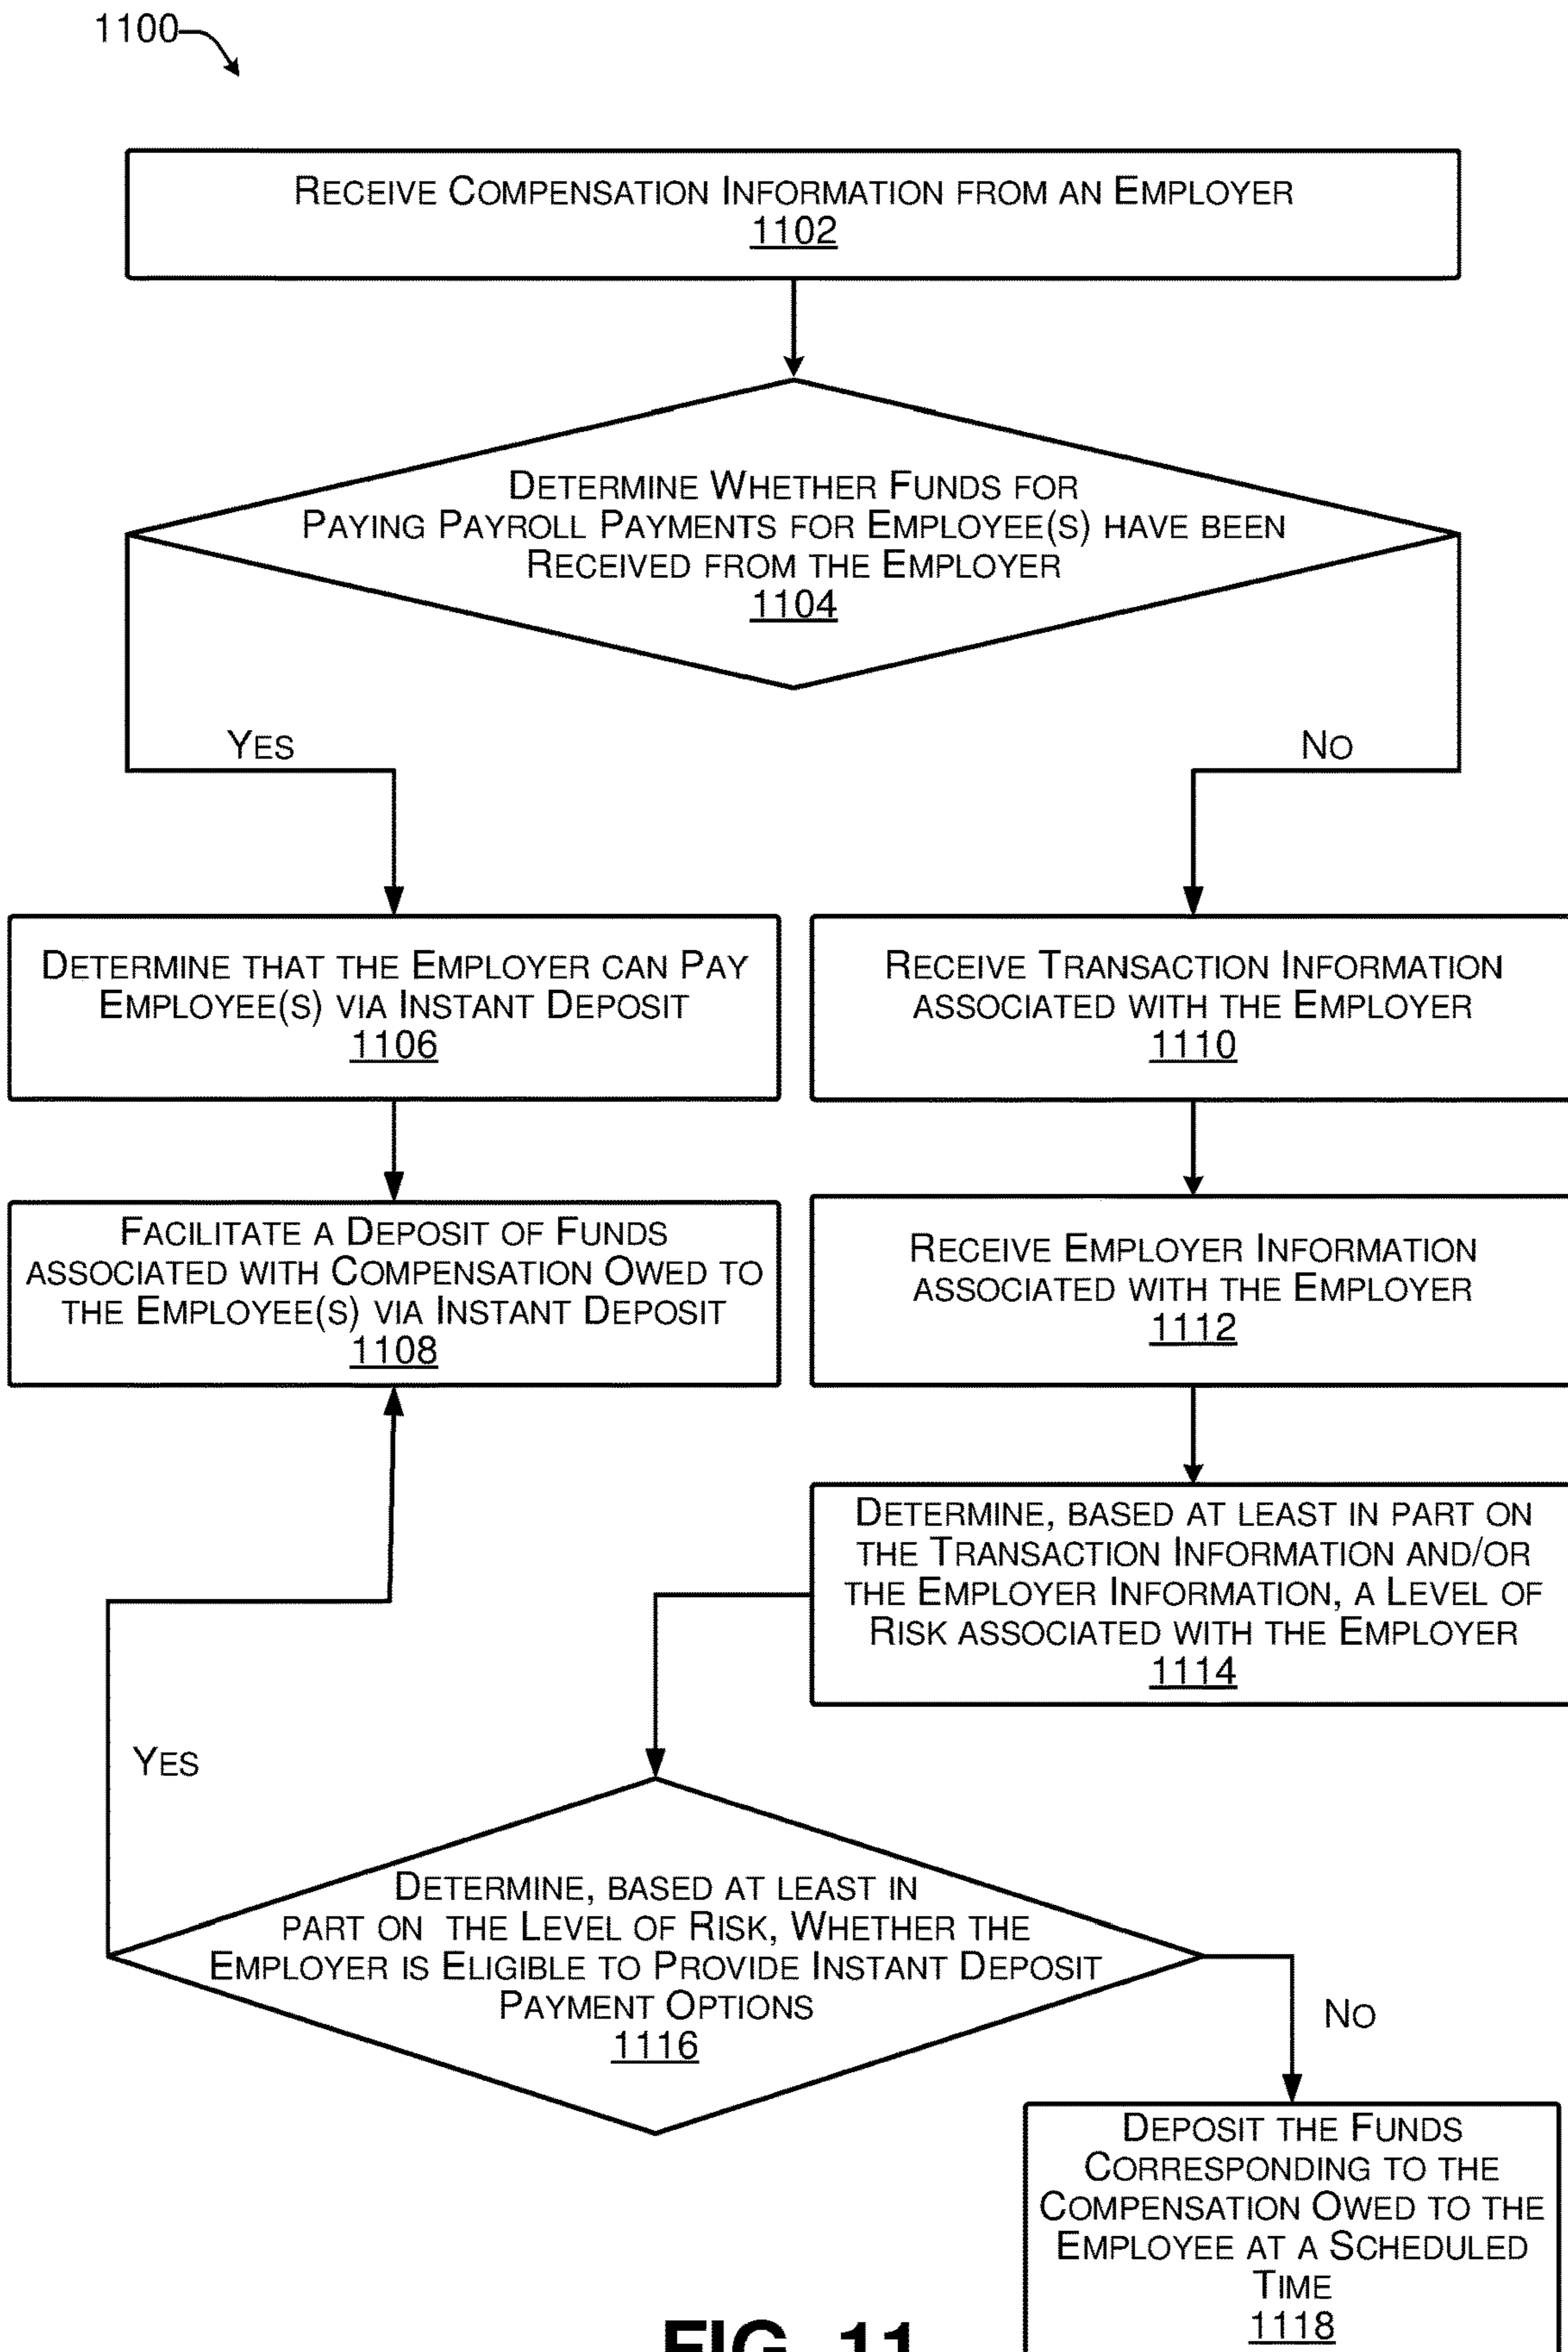 1100
RECEIVE COMPENSATION INFORMATION FROM AN EMPLOYER
1102
DETERMINE WHETHER FUNDS FOR
PAYING PAYROLL PAYMENTS FOR EMPLOYEE(S) HAVE BEEN
RECEIVED FROM THE EMPLOYER
1104
YES
NO
DETERMINE THAT THE EMPLOYER CAN PAY
EMPLOYEE(S) VIA INSTANT DEPOSIT
1106
RECEIVE TRANSACTION INFORMATION
ASSOCIATED WITH THE EMPLOYER
1110
FACILITATE A DEPOSIT OF FUNDS
ASSOCIATED WITH COMPENSATION OWED TO
THE EMPLOYEE(S) VIA INSTANT DEPOSIT
1108
RECEIVE EMPLOYER INFORMATION
ASSOCIATED WITH THE EMPLOYER
1112
DETERMINE, BASED AT LEAST IN PART ON
THE TRANSACTION INFORMATION AND/OR
THE EMPLOYER INFORMATION, A LEVEL OF
RISK ASSOCIATED WITH THE EMPLOYER
1114
YES
DETERMINE, BASED AT LEAST IN
PART ON THE LEVEL OF RISK, WHETHER THE
EMPLOYER IS ELIGIBLE TO PROVIDE INSTANT DEPOSIT
PAYMENT OPTIONS
1116
NO
DEPOSIT THE FUNDS
CORRESPONDING TO THE
COMPENSATION OWED TO THE
EMPLOYEE AT A SCHEDULED
TIME
1118
FIG. 11